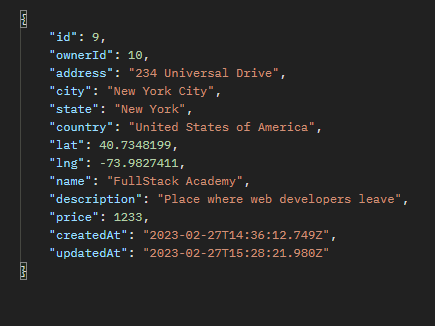 {
"id": 9,
"ownerId": 10,
"address": "234 Universal Drive",
"city": "New York City",
"state": "New York",
"country": "United States of America",
"lat": 40.7348199,
"lng": -73.9827411,
"name": "FullStack Academy",
"description": "Place where web developers leave",
"price": 1233,
"createdAt": "2023-02-27T14:36:12.749Z",
"updatedAt": "2023-02-27T15:28:21.980Z"
}